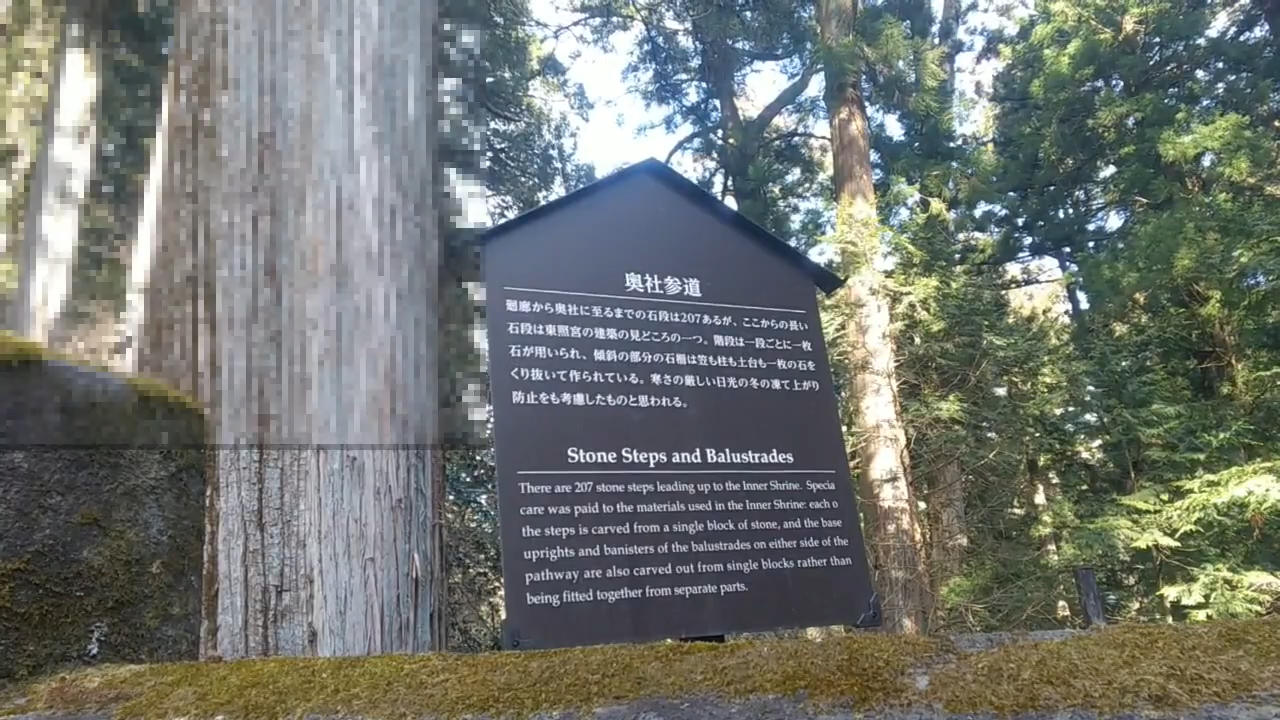 奥社参道
廻廊から奥社に至るまでの石段は207あるが、ここからの長い
石段は東照宮の建築の見どころの一つ。階段は一段ごとに一枚
石が用いられ、傾斜の部分の石柵は笠も柱も土台も一枚の石を
くり抜いて作られている。寒さの厳しい日光の冬の凍て上がり
防止をも考慮したものと思われる。
Stone Steps and Balustrades
There are 207 stone steps leading up to the Inner Shrine. Specia
care was paid to the materials used in the Inner Shrine: each o
the steps is carved from a single block of stone, and the base
uprights and banisters of the balustrades on either side of the
pathway are also carved out from single blocks rather than
being fitted together from separate parts.